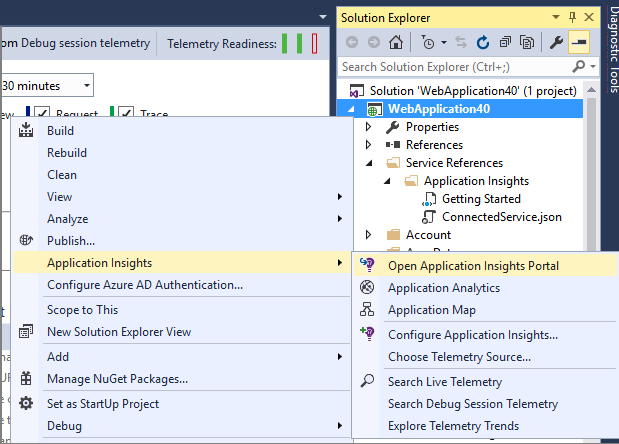 Solution Explorer
om Debug session telemetry
Telemetry Readiness:
Search Solution Explorer (Ctrl+;)
30 minutes
Request
Trace
Solution 'WebApplication40' (1 project)
WebApplication40
Properties
References
Service References
Application Insights
Getting Started
ConnectedService.json
Account
Diagnostic Tools
Build
Rebuild
Clean
View
Analyze
Publish...
Application Insights
Configure Azure AD Authentication...
Scope to This
New Solution Explorer View
Add
Manage NuGet Packages...
Set as StartUp Project
Debug
Open Application Insights Portal
Application Analytics
Application Map
Configure Application Insights...
Choose Telemetry Source...
Search Live Telemetry
Search Debug Session Telemetry
Explore Telemetry Trends